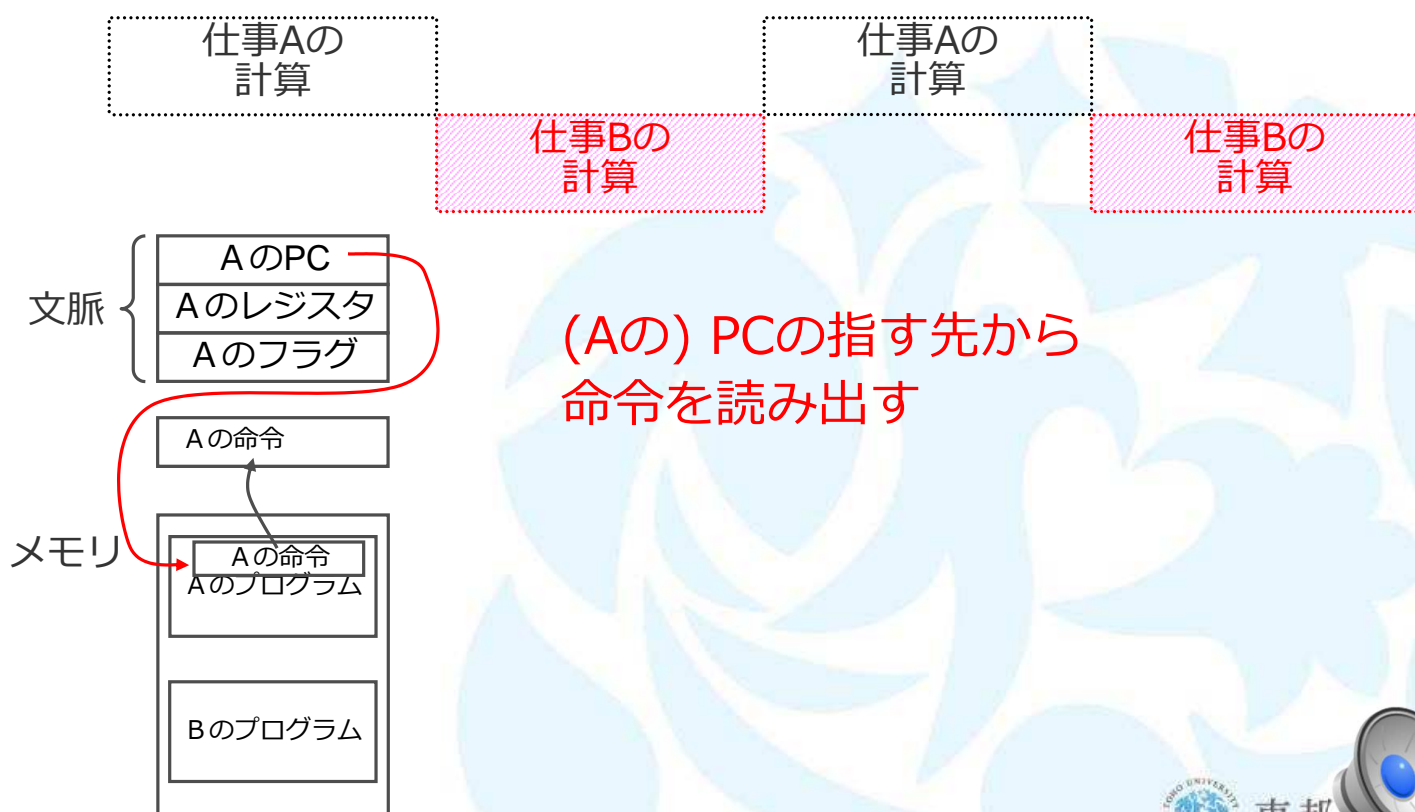 仕事Aの
計算
仕事Aの
計算
仕事Bの
計算
仕事Bの
計算
文脈
AのPC
Aのレジスタ
Aのフラグ
(Aの) PCの指す先から
命令を読み出す
Aの命令
メモリ
Aの命令
Aのプログラム
Bのプログラム
TOHO UNIVERSITY
東邦